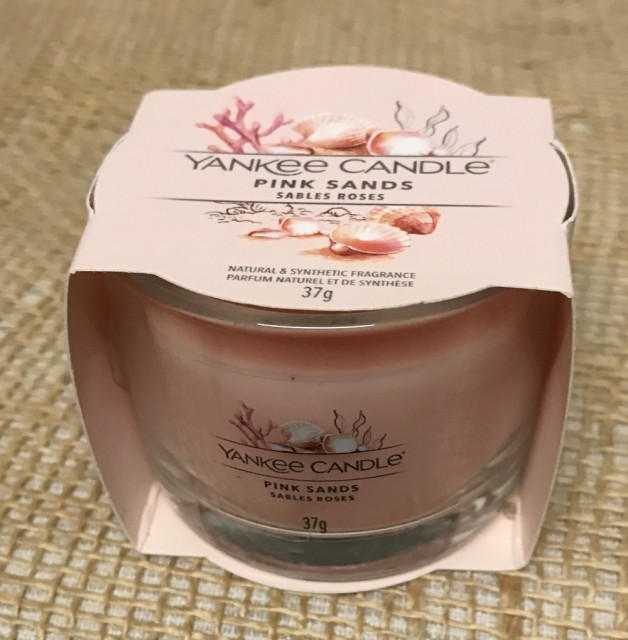 YANKEE CANDLE®
PINK SANDS
SABLES ROSES
NATURAL & SYNTHETIC FRAGRANCE
PARFUM NATUREL ET DE SYNTHÈSE
37g
YANKEE CANDLE®
PINK SANDS
SABLES ROSES
37g